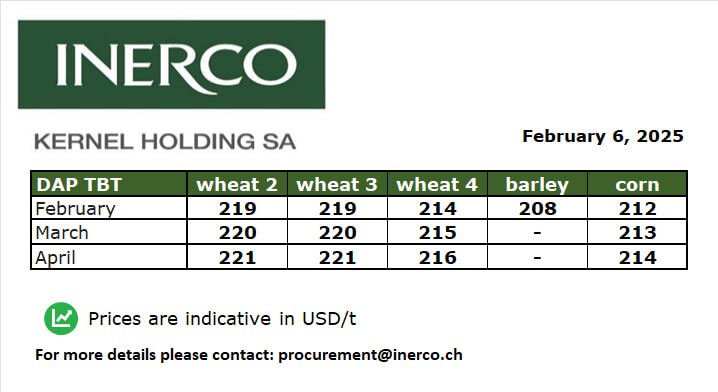 INERCO
KERNEL HOLDING SA
February 6, 2025
DAP TBT wheat 2 wheat 3 wheat 4 barley corn
February 219 219 214 208 212
March 220 220 215 - 213
April 221 221 216 - 214
Prices are indicative in USD/t
For more details please contact: procurement@inerco.ch